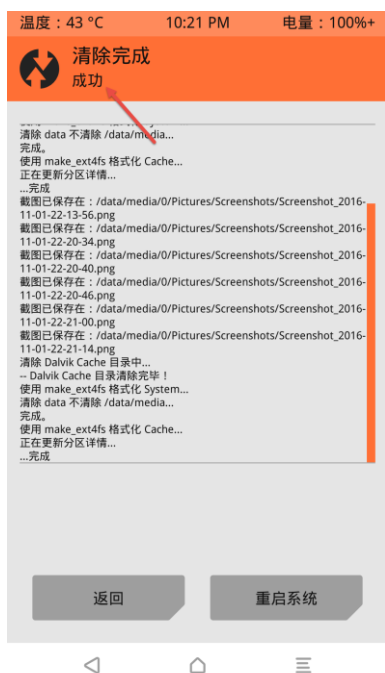 温度：43 °C 10:21 PM 电量：100%+
清除完成
成功
清除 data 不清除 /data/media...
完成。
使用 make_ext4fs 格式化 Cache...
正在更新分区详情...
...完成
截图已保存在：/data/media/0/Pictures/Screenshots/Screenshot_2016-
11-01-22-13-56.png
截图已保存在：/data/media/0/Pictures/Screenshots/Screenshot_2016-
11-01-22-20-34.png
截图已保存在：/data/media/0/Pictures/Screenshots/Screenshot_2016-
11-01-22-20-40.png
截图已保存在：/data/media/0/Pictures/Screenshots/Screenshot_2016-
11-01-22-20-46.png
截图已保存在：/data/media/0/Pictures/Screenshots/Screenshot_2016-
11-01-22-21-00.png
截图已保存在：/data/media/0/Pictures/Screenshots/Screenshot_2016-
11-01-22-21-14.png
清除 Dalvik Cache 目录中...
-- Dalvik Cache 目录清除完毕！
使用 make_ext4fs 格式化 System...
清除 data 不清除 /data/media...
完成。
使用 make_ext4fs 格式化 Cache...
正在更新分区详情...
...完成
返回 重启系统